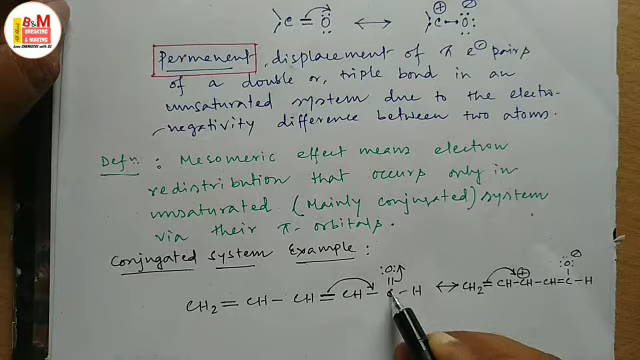 B&M
BREAKING & MAKING
>C = Ö: ↔ >C⊕ – :Ö:⊖
Permenent, displacement of π e⊖ pairs
of a double or, triple bond in an
unsaturated system due to the electro-
-negativity difference between two atoms.
Defn: : Mesomeric effect means electron
redistribution that occurs only in
unsaturated (Mainly conjugated) system
via their π- orbitals.
Conjugated System Example :
:O: :Ö:⊖
CH2 = CH – CH = CH – C – H ↔ CH2 = CH – CH⊕ – CH = C – H